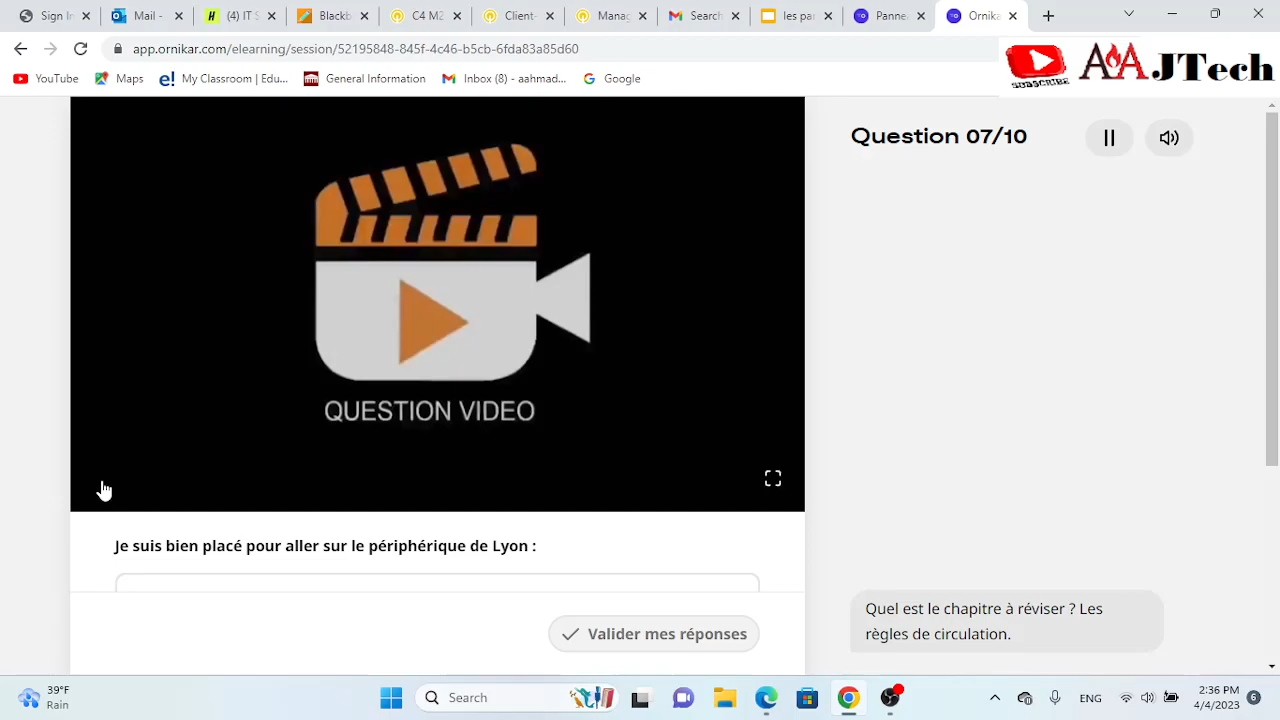 Sign in
Mail -
(4)
Blackb
C4 M2
Client-
Manag
Search
les pa
Panne
Ornika
app.ornikar.com/elearning/session/52195848-845f-4c46-b5cb-6fda83a85d60
YouTube
Maps
My Classroom | Edu...
General Information
Inbox (8) - aahmad...
Google
SUBSCRIBE
AAJTech
Question 07/10
QUESTION VIDEO
Je suis bien placé pour aller sur le périphérique de Lyon :
Valider mes réponses
Quel est le chapitre à réviser ? Les
règles de circulation.
39°F
Rain
Search
ENG
2:36 PM
4/4/2023
6